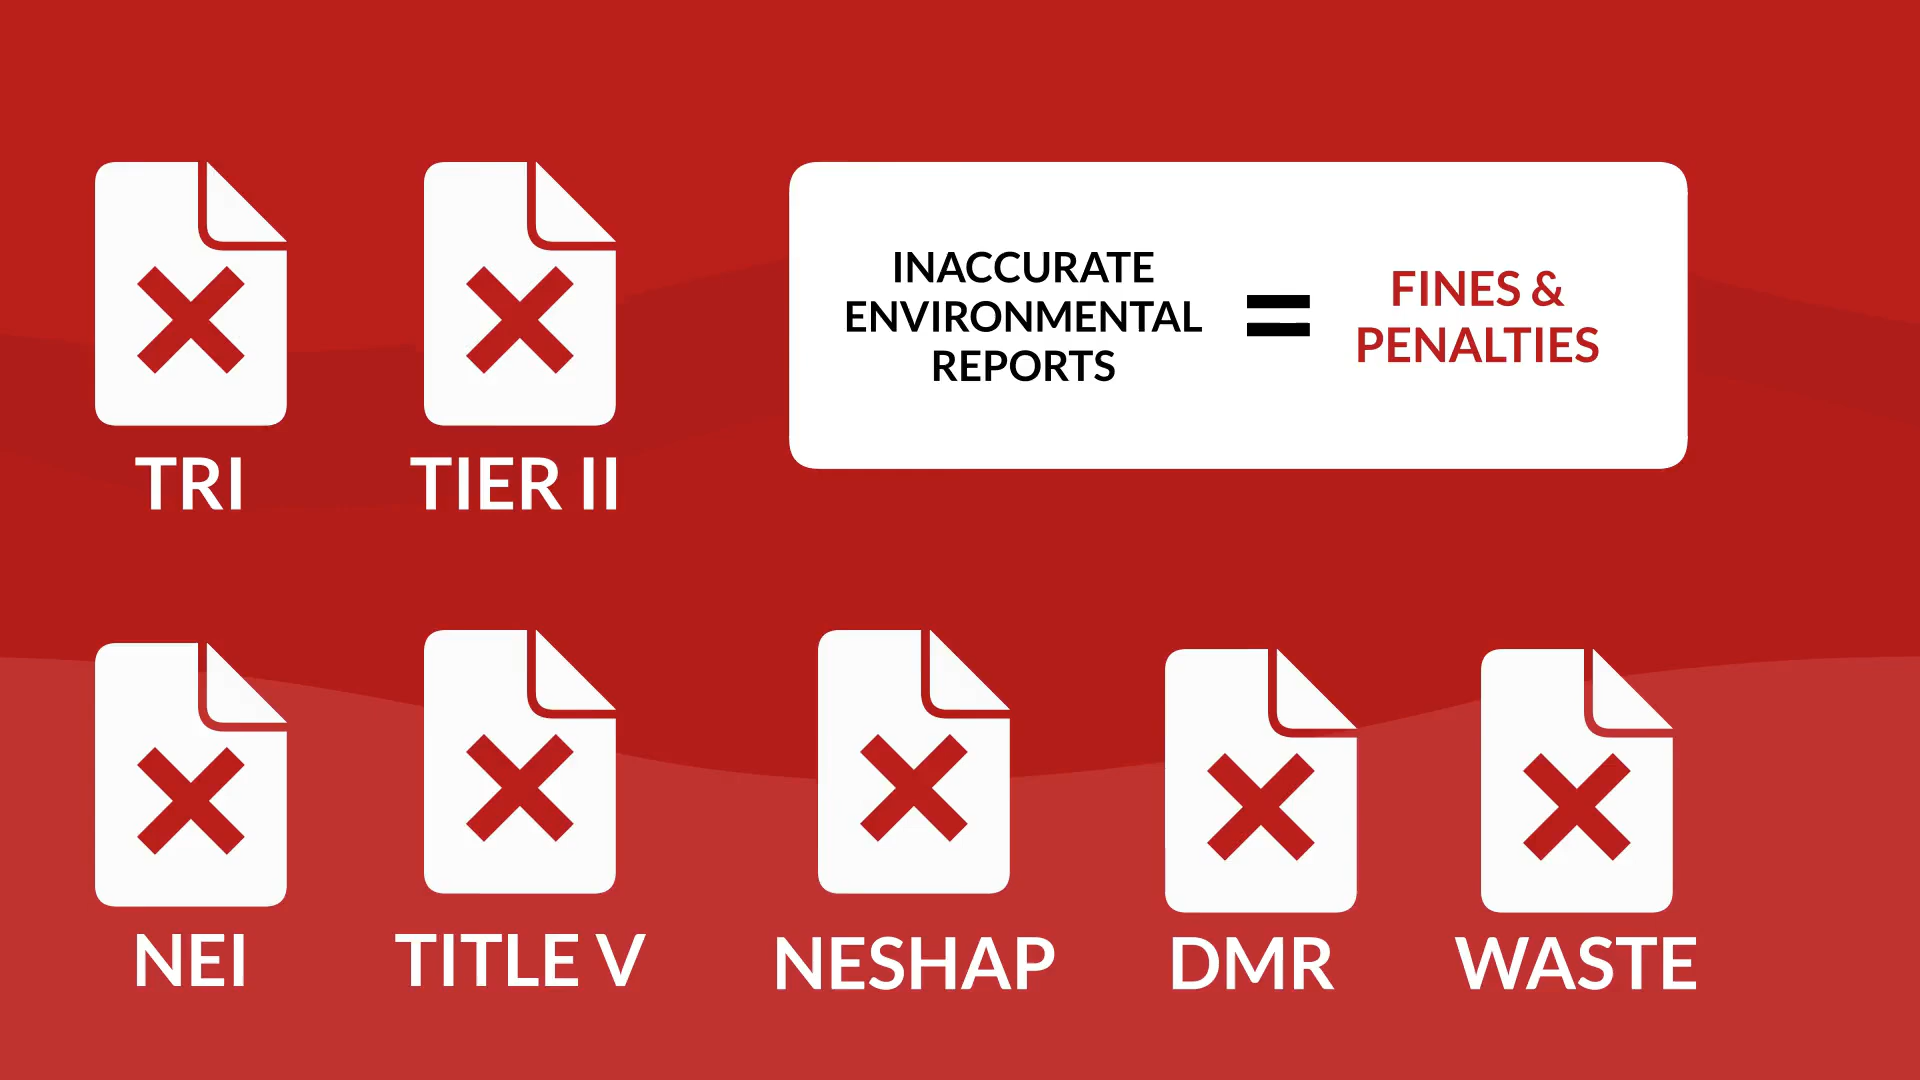 INACCURATE
ENVIRONMENTAL
REPORTS
=
FINES &
PENALTIES
TRI
TIER II
NEI
TITLE V
NESHAP
DMR
WASTE